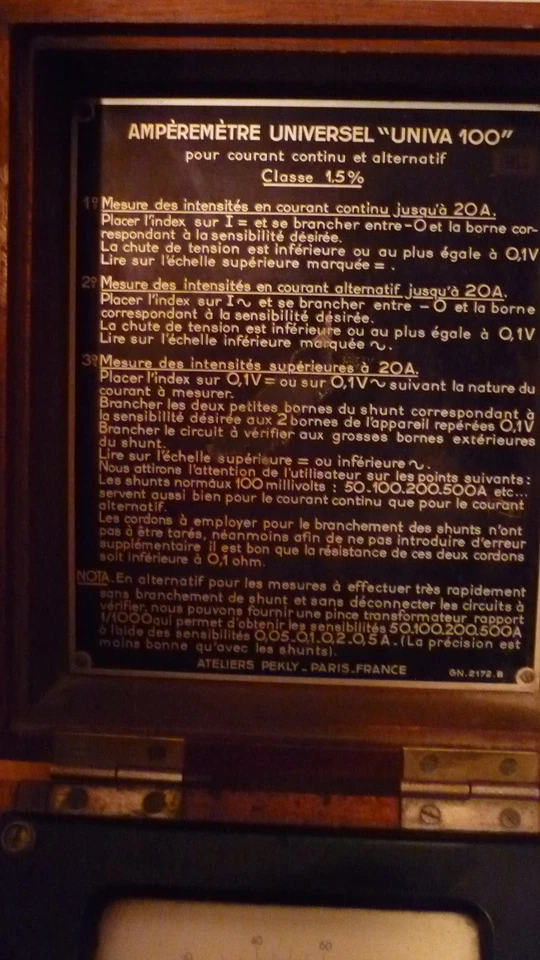 AMPÈREMÈTRE UNIVERSEL "UNIVA 100"
pour courant continu et alternatif
Classe 1.5%
1º Mesure des intensités en courant continu jusqu'à 20A.
Placer l'index sur I = et se brancher entre -O et la borne cor-
respondant à la sensibilité désirée.
La chute de tension est inférieure ou au plus égale à 0,1V
Lire sur l'échelle supérieure marquée = .
2º Mesure des intensités en courant alternatif jusqu'à 20A.
Placer l'index sur I ~ et se brancher entre - O et la borne
correspondant à la sensibilité désirée.
La chute de tension est inférieure ou au plus égale à 0,1V
Lire sur l'échelle inférieure marquée ~.
3º Mesure des intensités supérieures à 20A.
Placer l'index sur 0,1V = ou sur 0,1V ~ suivant la nature du
courant à mesurer.
Brancher les deux petites bornes du shunt correspondant à
la sensibilité désirée aux 2 bornes de l'appareil repérées 0,1V
Brancher le circuit à vérifier aux grosses bornes extérieures
du shunt.
Lire sur l'échelle supérieure = ou inférieure ~.
Nous attirons l'attention de l'utilisateur sur les points suivants :
Les shunts normaux 100 millivolts : 50.100.200.500A etc...
servent aussi bien pour le courant continu que pour le courant
alternatif.
Les cordons à employer pour le branchement des shunts n'ont
pas à être tarés, néanmoins afin de ne pas introduire d'erreur
supplémentaire il est bon que la résistance de ces deux cordons
soit inférieure à 0,1 ohm.
NOTA. En alternatif pour les mesures à effectuer très rapidement
sans branchement de shunt et sans déconnecter les circuits à
vérifier, nous pouvons fournir une pince transformateur rapport
1/1000 qui permet d'obtenir les sensibilités 50.100.200.500A
à l'aide des sensibilités 0,05_0,1_0,2_0,5 A. (La précision est
moins bonne qu'avec les shunts).
ATELIERS PEKLY_PARIS_FRANCE
GN.2172.B
40 60